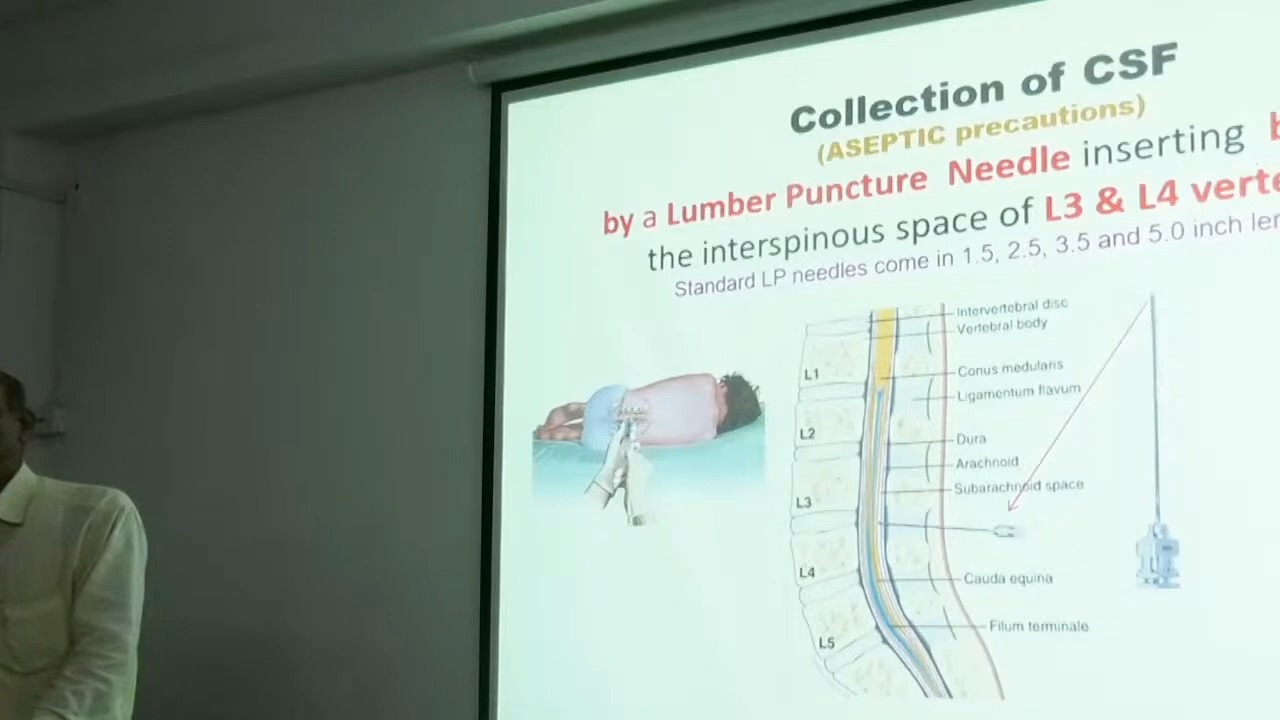 Collection of CSF
(ASEPTIC precautions)
by a Lumber Puncture Needle inserting
the interspinous space of L3 & L4
Standard LP needles come in 1.5, 2.5, 3.5 and 5.0 inch
Intervertebral disc
Vertebral body
L1
Conus medularis
Ligamentum flavum
L2
Dura
Arachnoid
Subarachnoid space
L3
L4
Cauda equina
Filum terminale
L5